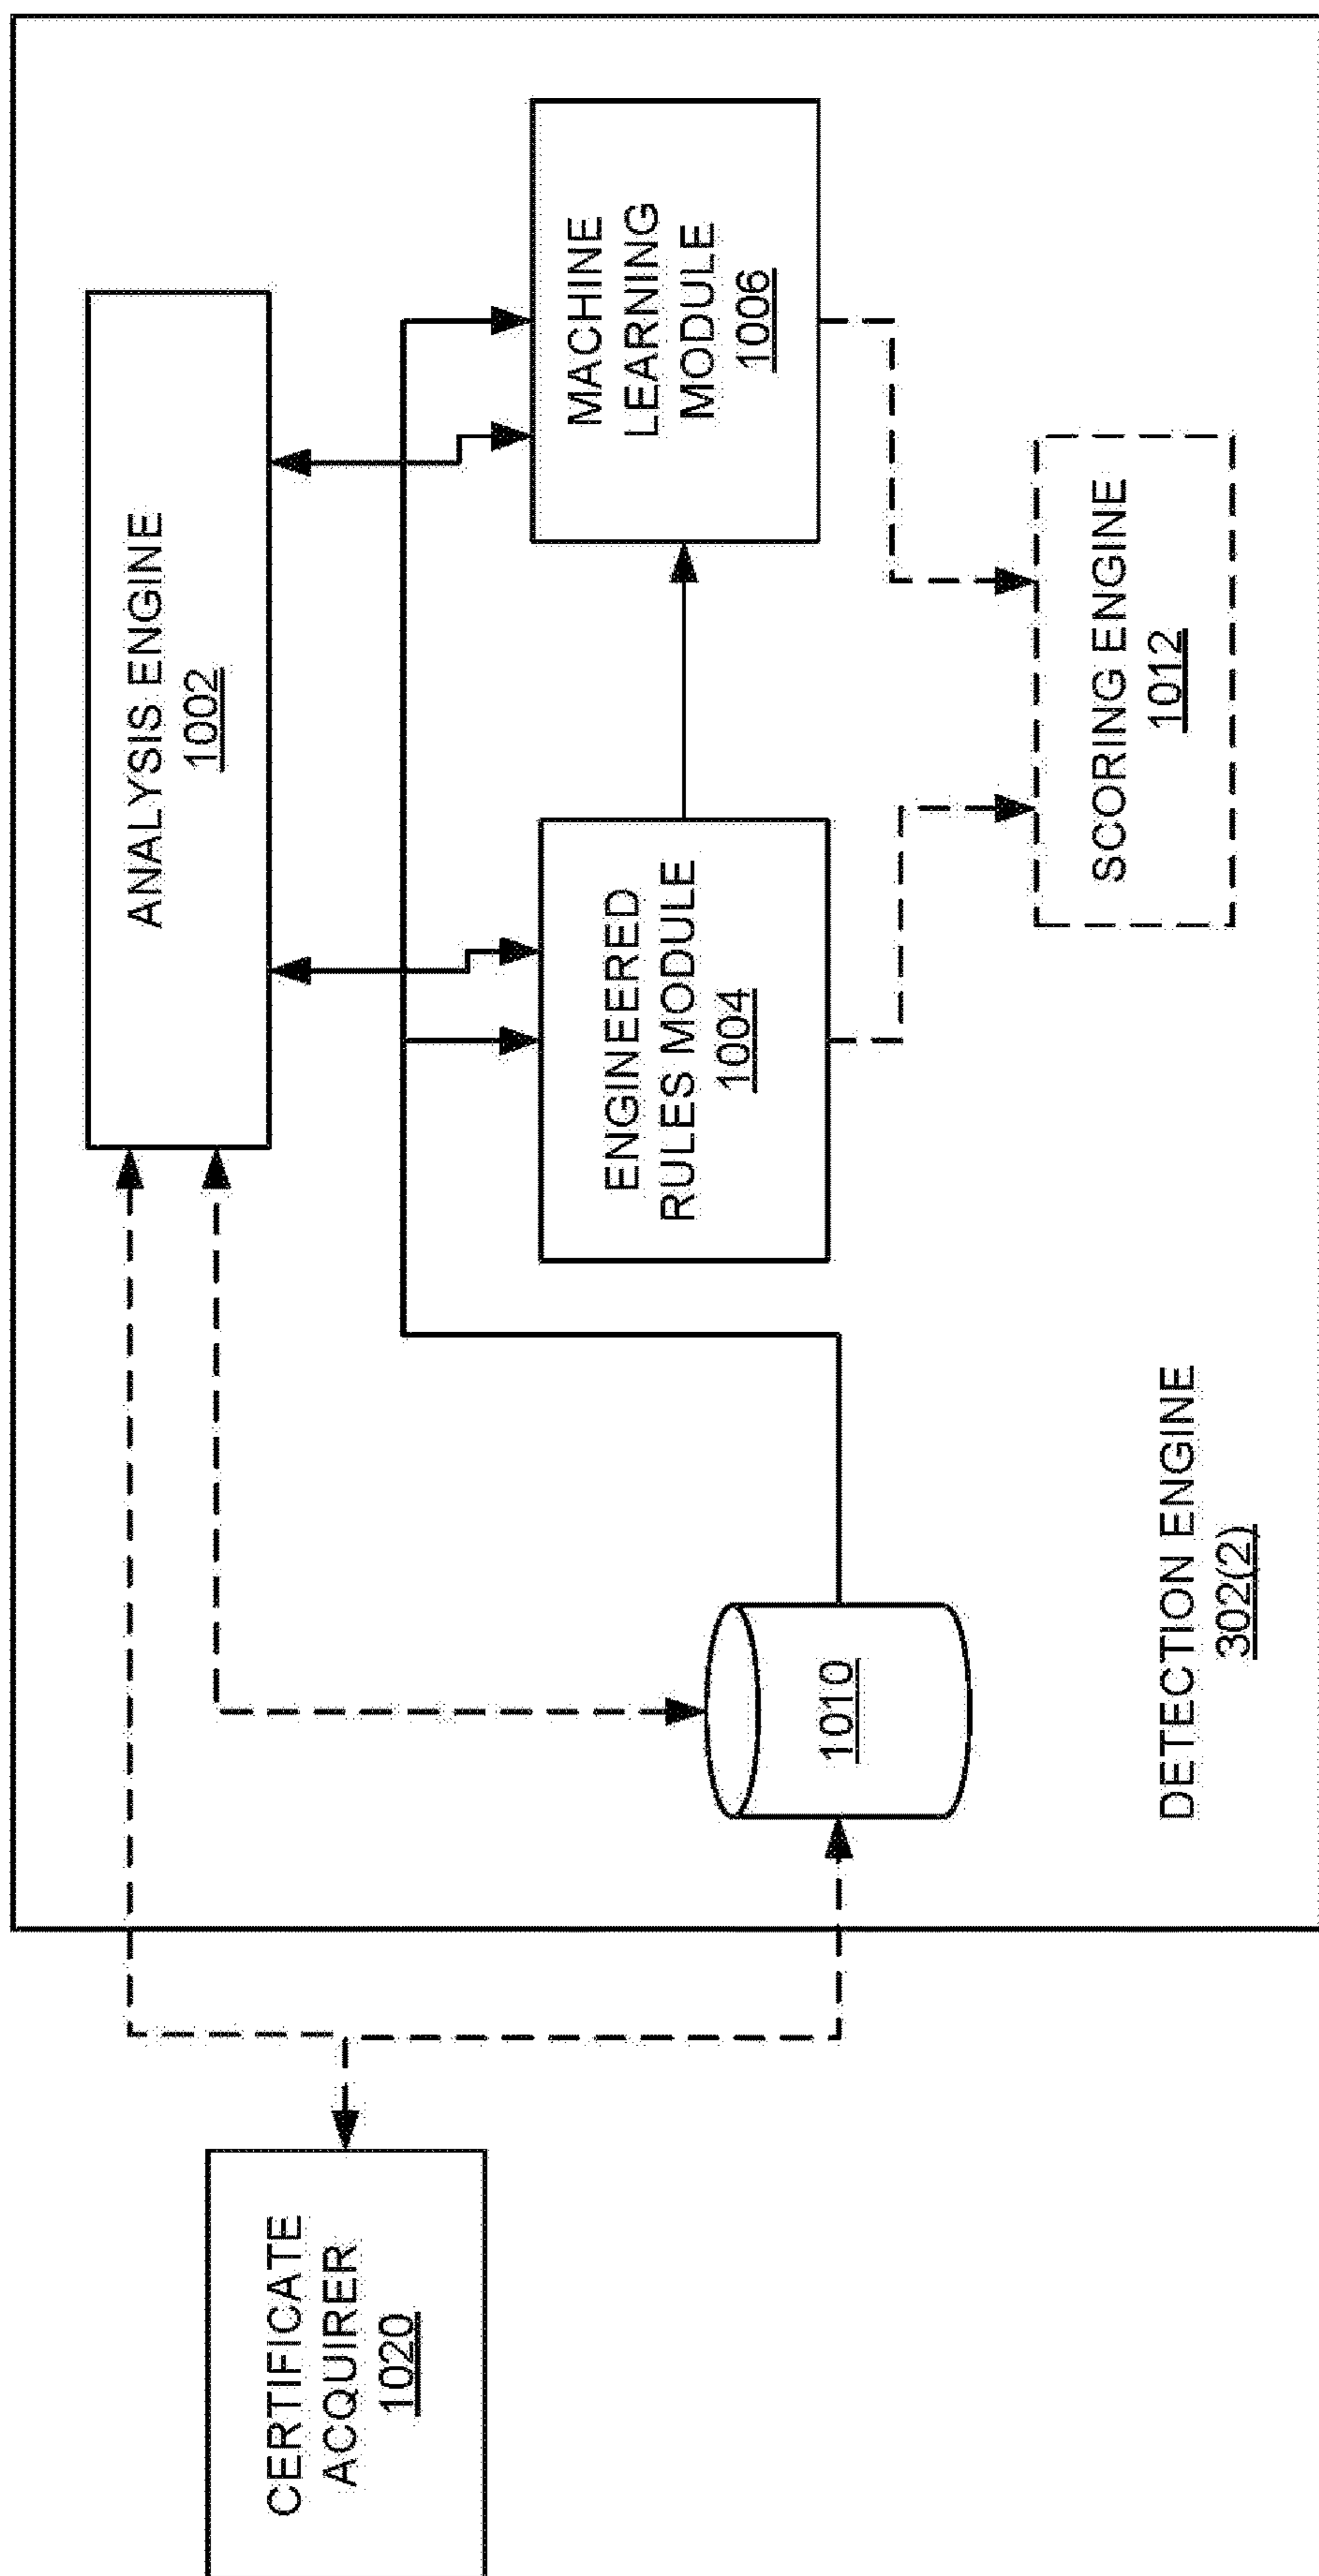 ANALYSIS ENGINE
1002
CERTIFICATE
ACQUIRER
1020
ENGINEERED
RULES MODULE
1004
MACHINE
LEARNING
MODULE
1006
1010
SCORING ENGINE
1012
DETECTION ENGINE
302(2)